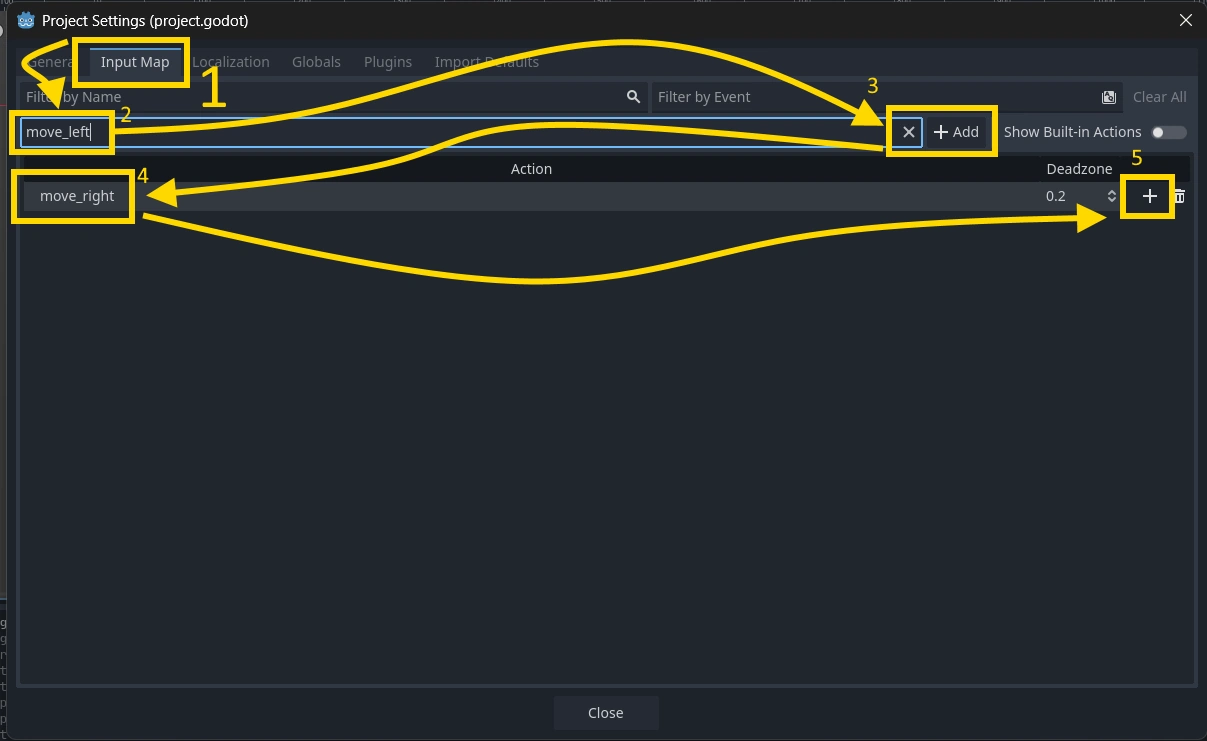 Project Settings (project.godot)
General Input Map Localization Globals Plugins Import Defaults
1
Filter by Name Filter by Event Clear All
2
3
move_left + Add Show Built-in Actions
5
Action Deadzone
4
move_right 0.2 +
Close